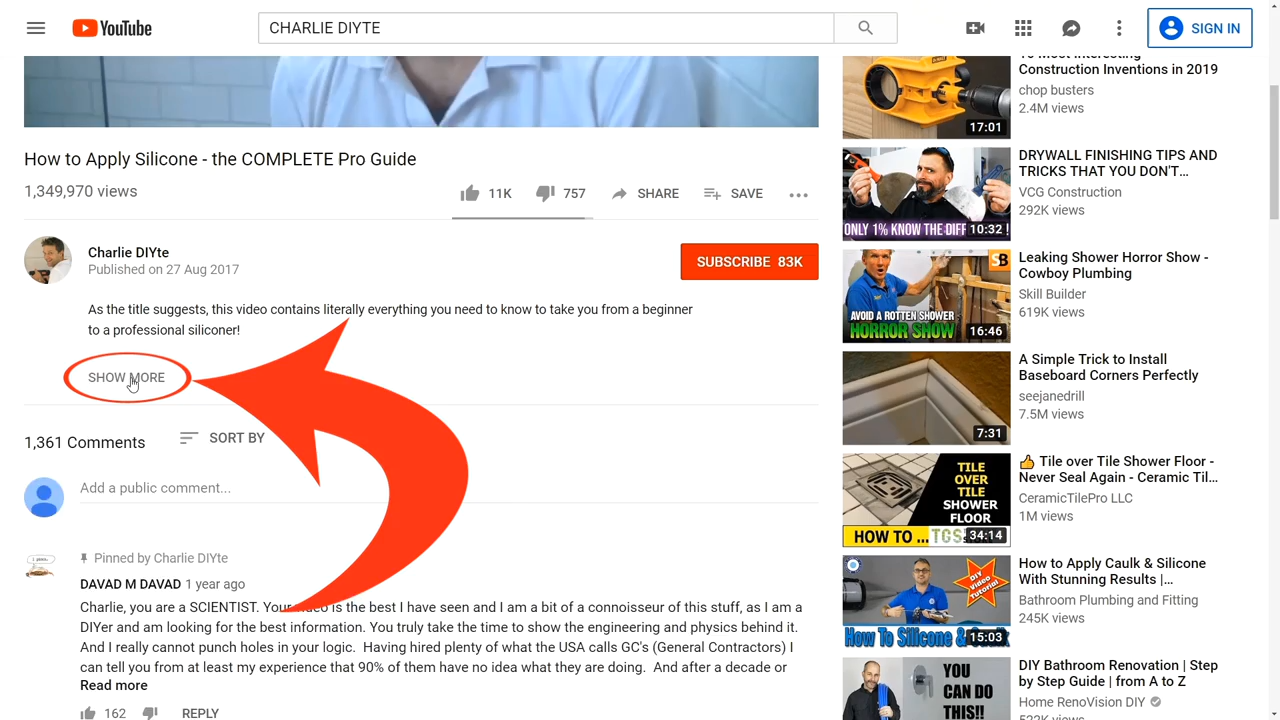 YouTube
CHARLIE DIYTE
SIGN IN
How to Apply Silicone - the COMPLETE Pro Guide
1,349,970 views
11K
757
SHARE
SAVE
Charlie DIYte
Published on 27 Aug 2017
SUBSCRIBE 83K
As the title suggests, this video contains literally everything you need to know to take you from a beginner
to a professional siliconer!
SHOW MORE
1,361 Comments
SORT BY
Add a public comment...
Pinned by Charlie DIYte
DAVAD M DAVAD 1 year ago
Charlie, you are a SCIENTIST. Your video is the best I have seen and I am a bit of a connoisseur of this stuff, as I am a
DIYer and am looking for the best information. You truly take the time to show the engineering and physics behind it.
And I really cannot punch holes in your logic. Having hired plenty of what the USA calls GC's (General Contractors) I
can tell you from at least my experience that 90% of them have no idea what they are doing. And after a decade or
Read more
162
REPLY
10 Most Interesting
Construction Inventions in 2019
chop busters
2.4M views
17:01
DRYWALL FINISHING TIPS AND
TRICKS THAT YOU DON'T...
VCG Construction
292K views
ONLY 1% KNOW THE DIFF
10:32
Leaking Shower Horror Show -
Cowboy Plumbing
Skill Builder
619K views
SB
AVOID A ROTTEN SHOWER
HORROR SHOW
16:46
A Simple Trick to Install
Baseboard Corners Perfectly
seejanedrill
7.5M views
7:31
👍 Tile over Tile Shower Floor -
Never Seal Again - Ceramic Til...
CeramicTilePro LLC
1M views
TILE
OVER
TILE
SHOWER
FLOOR
HOW TO ...
34:14
How to Apply Caulk & Silicone
With Stunning Results |...
Bathroom Plumbing and Fitting
245K views
DIY
Video
Tutorial
How To Silicone &
15:03
DIY Bathroom Renovation | Step
by Step Guide | from A to Z
Home RenoVision DIY
522K views
YOU
CAN DO
THIS!!